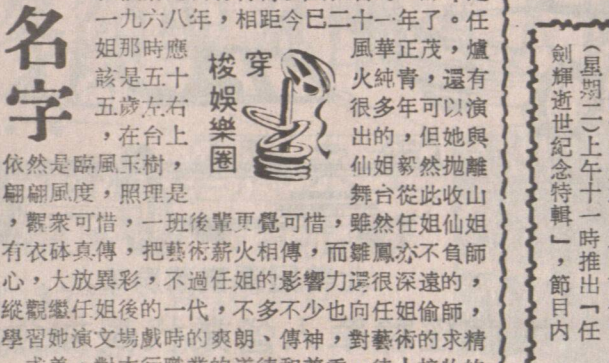 名字
穿梭娛樂圈
一九六八年，相距今已二十一年了。任
姐那時應
該是五十
五歲左右
，在台上
依然是臨風玉樹，
翩翩風度，照理是
風華正茂，爐
火純青，還有
很多年，可以演
出的，但她與
仙姐毅然拋離
舞台從此收山
，觀衆可惜，一班後輩更覺可惜，雖然任姐仙姐
有衣砵真傳，把藝術薪火相傳，而雛鳳亦不負師
心，大放異彩，不過任姐的影響力還很深遠的，
縱觀繼任姐後的一代，不多不少也向任姐偷師，
學習她演文場戲時的爽朗、傳神，對藝術的求精
（星期二）上午十一時推出「任
劍輝逝世紀念特輯」，節目內